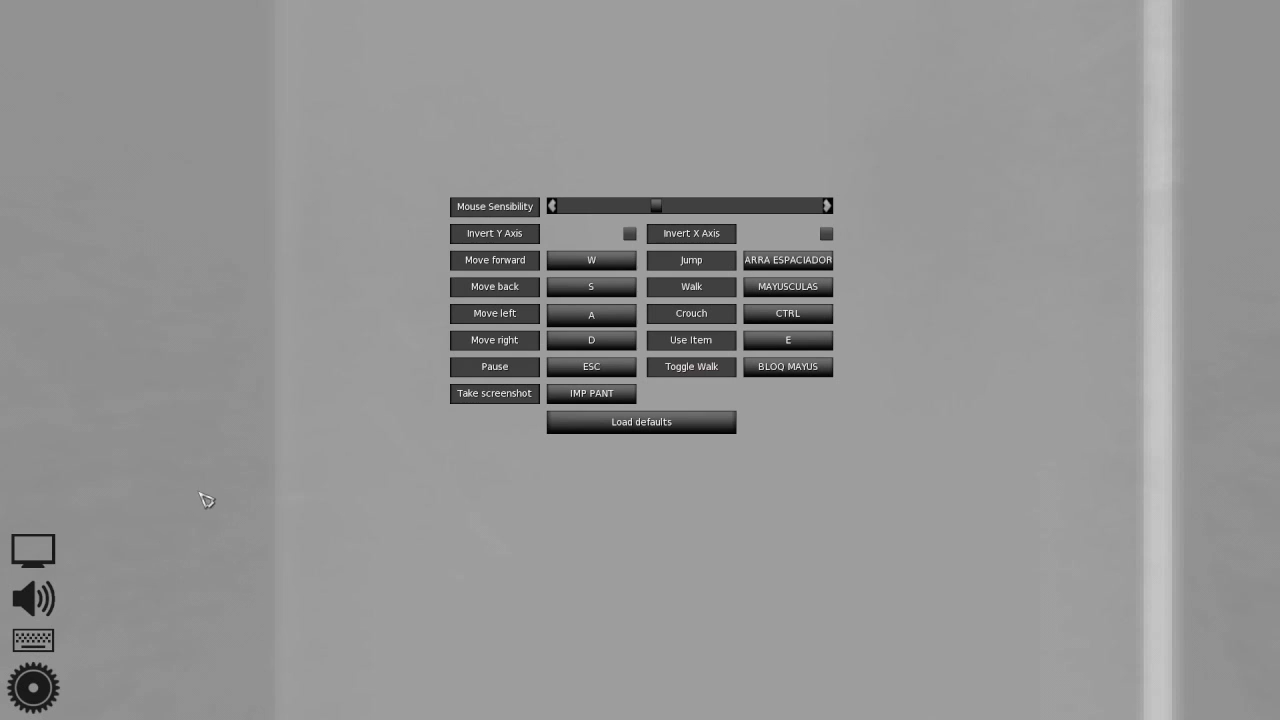 Mouse Sensibility
Invert Y Axis Invert X Axis
Move forward W Jump ARRA ESPACIADOR
Move back S Walk MAYUSCULAS
Move left A Crouch CTRL
Move right D Use Item E
Pause ESC Toggle Walk BLOQ MAYUS
Take screenshot IMP PANT
Load defaults